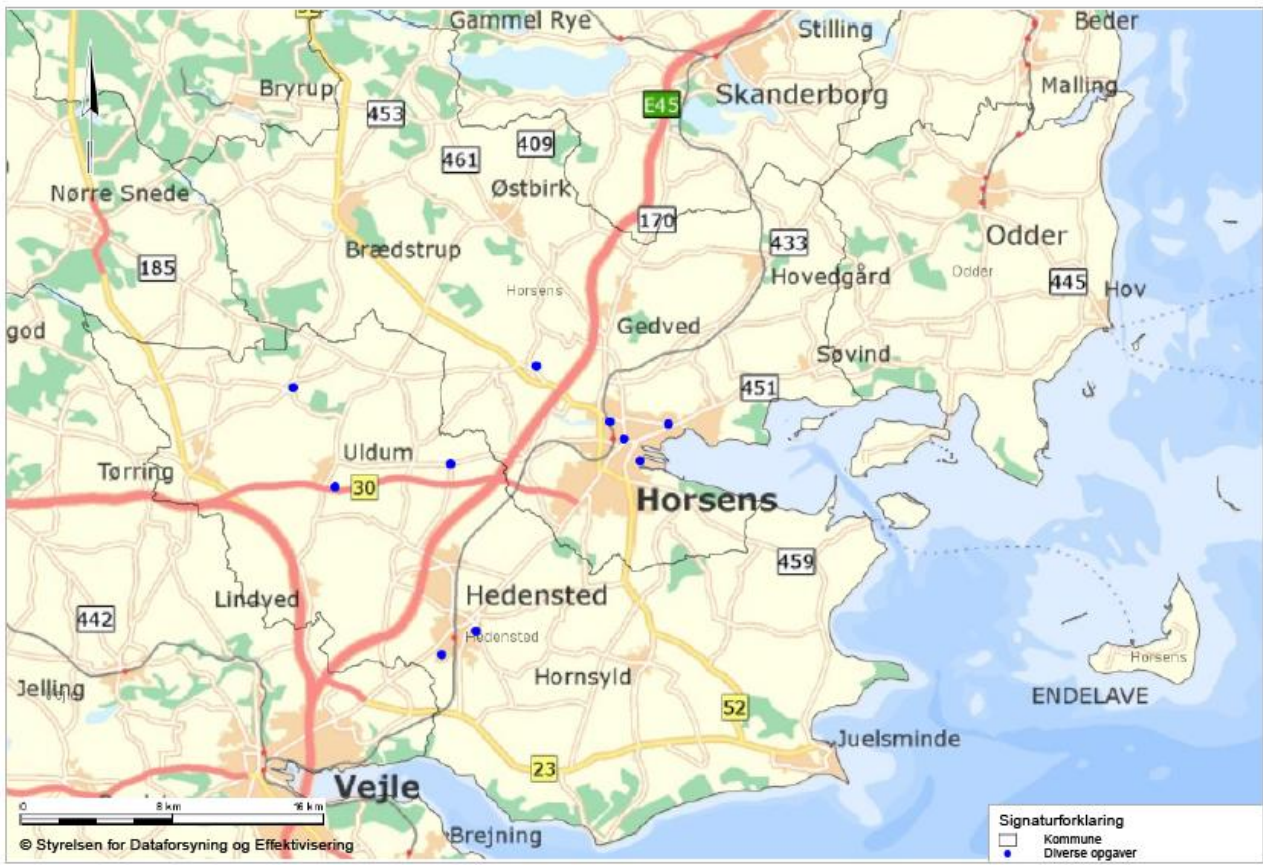 Gammel Rye
Stilling
Beder
Bryrup
453
E45
Skanderborg
Malling
409
461
Østbirk
Nørre Snede
170
Odder
433
Brædstrup
185
Hovedgård
Odder
445
Hov
Horsens
god
Gedved
Søvind
451
Uldum
Tørring
30
Horsens
459
Hedensted
Lindved
442
Hedensted
Horsens
Hornsyld
Jelling
ENDELAVE
52
Juelsminde
23
Vejle
0 8 km 16 km
Signaturforklaring
Brejning
Kommune
© Styrelsen for Dataforsyning og Effektivisering
Diverse opgaver